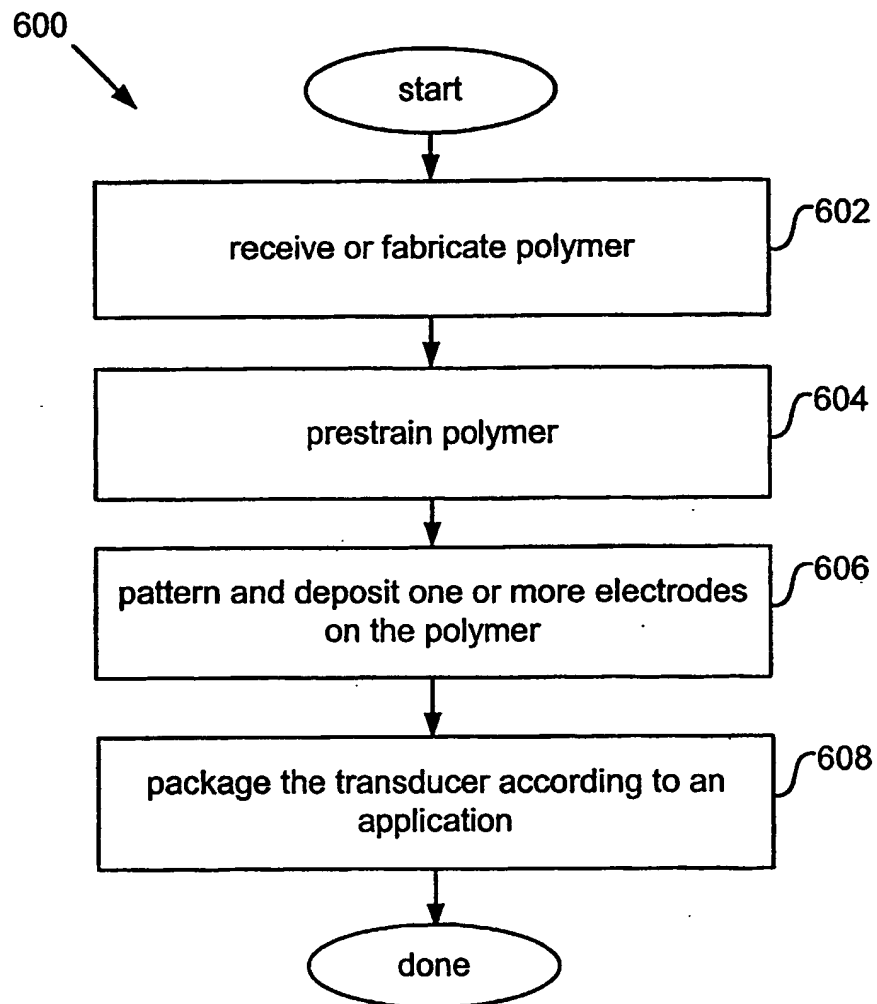 600
start
receive or fabricate polymer
602
prestrain polymer
604
pattern and deposit one or more electrodes
on the polymer
606
package the transducer according to an
application
608
done